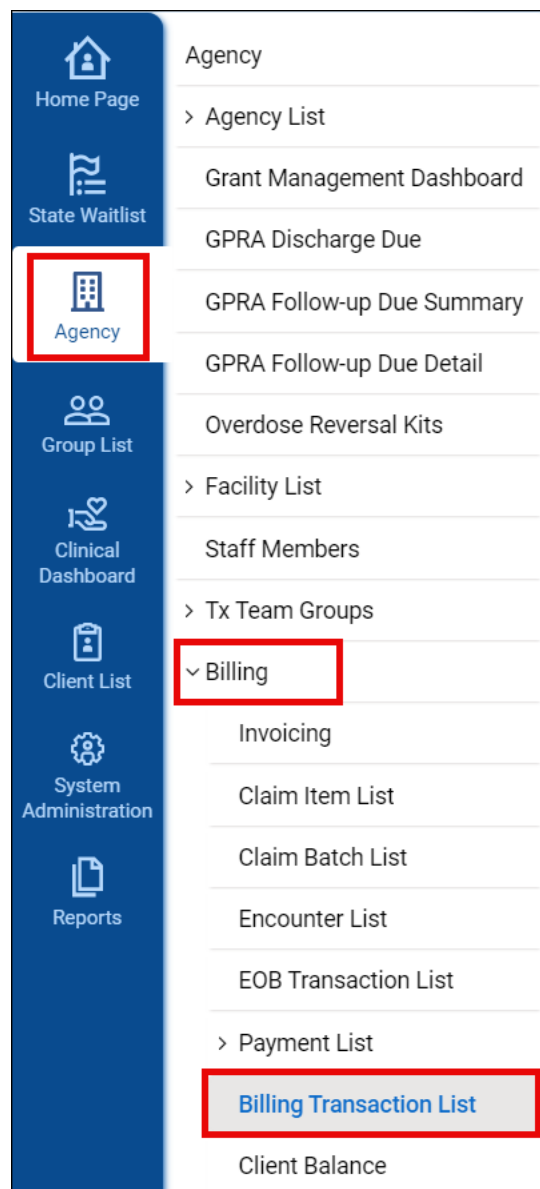 Home Page
State Waitlist
Agency
Group List
Clinical
Dashboard
Client List
System
Administration
Reports
Agency
Agency List
Grant Management Dashboard
GPRA Discharge Due
GPRA Follow-up Due Summary
GPRA Follow-up Due Detail
Overdose Reversal Kits
Facility List
Staff Members
Tx Team Groups
Billing
Invoicing
Claim Item List
Claim Batch List
Encounter List
EOB Transaction List
Payment List
Billing Transaction List
Client Balance